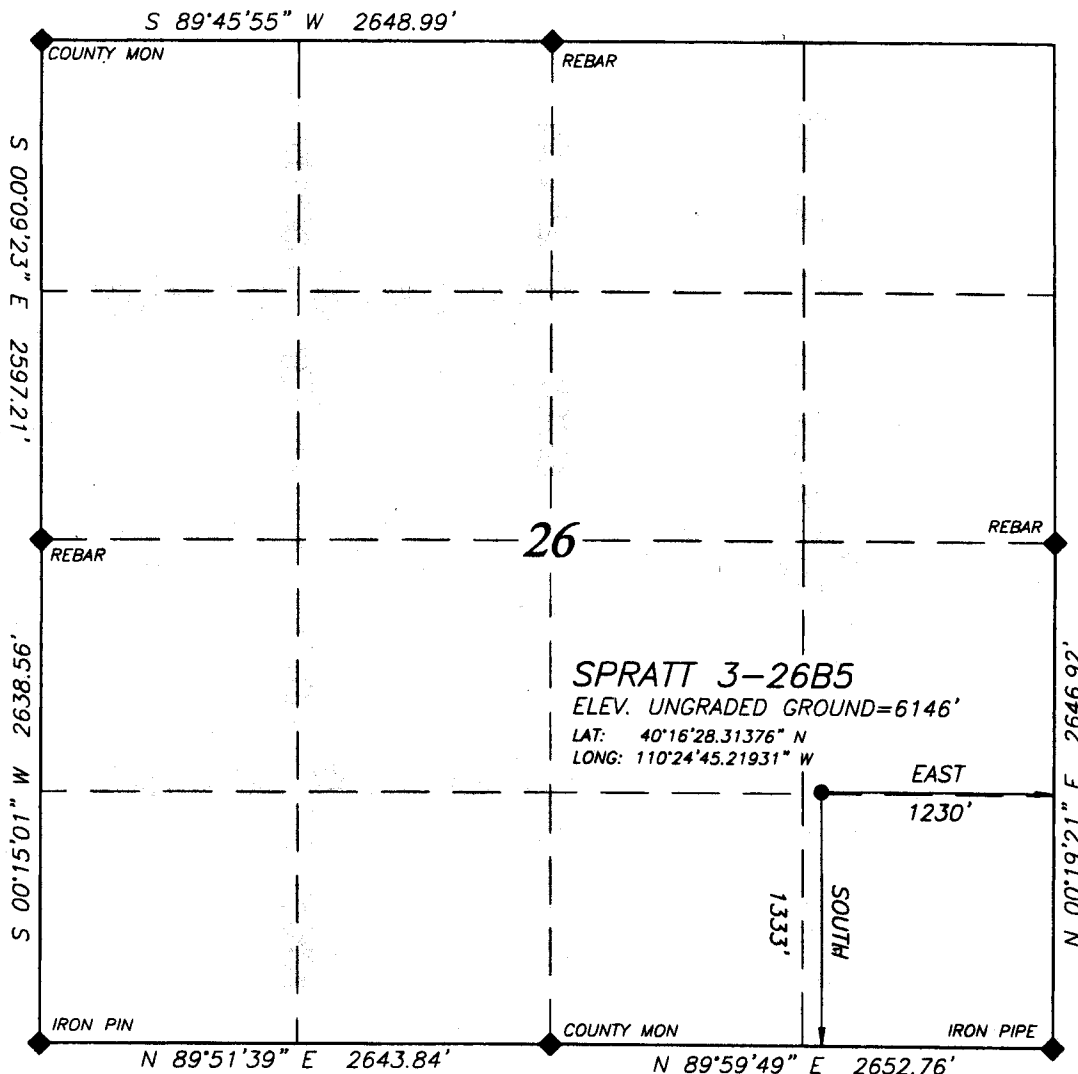 S 89°45'55" W 2648.99'
COUNTY MON
REBAR
S 00°09'23" E 2597.21'
26
REBAR
REBAR
S 00°15'01" W 2638.56'
SPRATT 3-26B5
ELEV. UNGRADED GROUND=6146'
LAT: 40°16'28.31376" N
LONG: 110°24'45.21931" W
EAST
1230'
N 00°19'21" E 2646.92'
SOUTH
1333'
IRON PIN
COUNTY MON
IRON PIPE
N 89°51'39" E 2643.84'
N 89°59'49" E 2652.76'